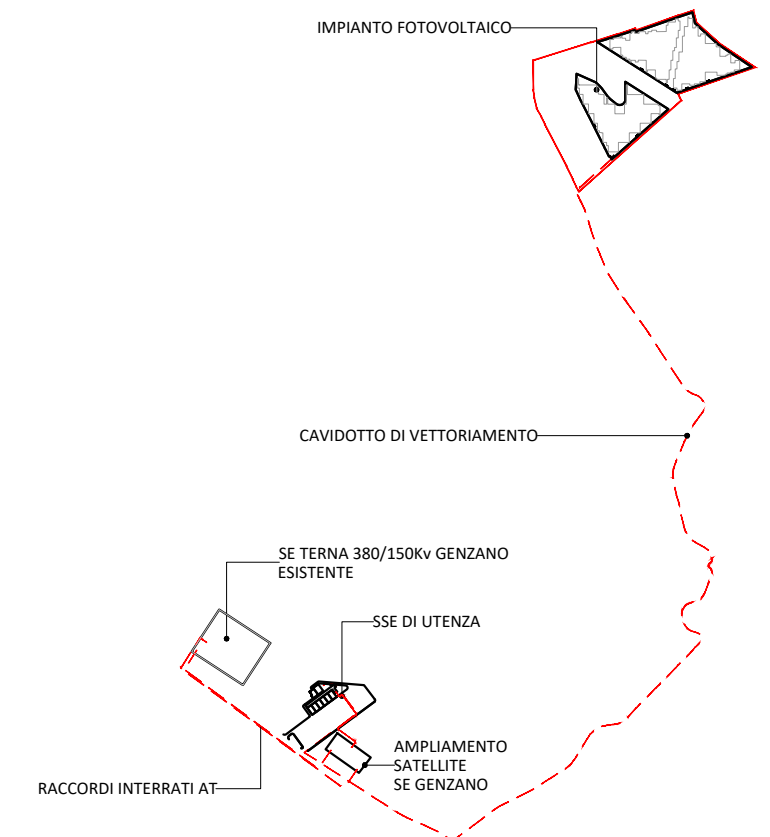 IMPIANTO FOTOVOLTAICO
CAVIDOTTO DI VETTORIAMENTO
SE TERNA 380/150Kv GENZANO
ESISTENTE
SSE DI UTENZA
AMPLIAMENTO
SATELLITE
SE GENZANO
RACCORDI INTERRATI AT